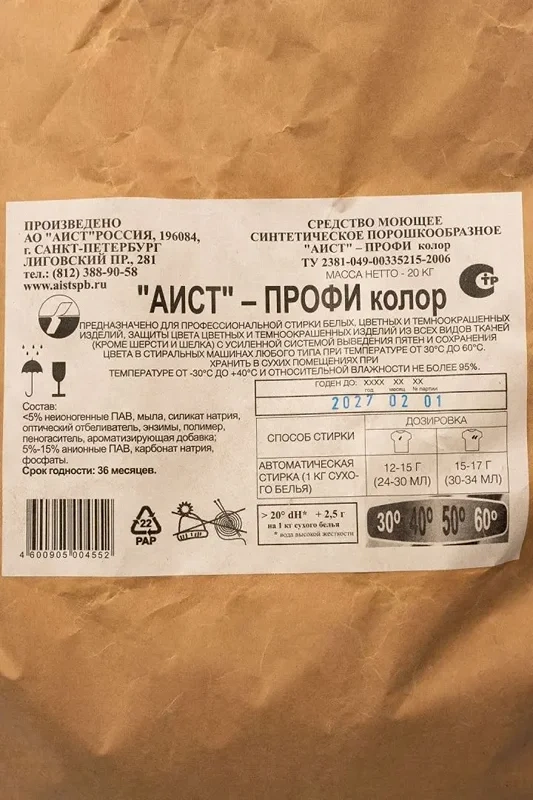 ПРОИЗВЕДЕНО
АО "АИСТ"РОССИЯ, 196084,
г. САНКТ-ПЕТЕРБУРГ
ЛИГОВСКИЙ ПР., 281
тел.: (812) 388-90-58
www.aistspb.ru
СРЕДСТВО МОЮЩЕЕ
СИНТЕТИЧЕСКОЕ ПОРОШКООБРАЗНОЕ
"АИСТ" – ПРОФИ колор
ТУ 2381-049-00335215-2006
МАССА НЕТТО - 20 КГ
"АИСТ" – ПРОФИ колор
СТР
ПРЕДНАЗНАЧЕНО ДЛЯ ПРОФЕССИОНАЛЬНОЙ СТИРКИ БЕЛЫХ, ЦВЕТНЫХ И ТЕМНООКРАШЕННЫХ
ИЗДЕЛИЙ, ЗАЩИТЫ ЦВЕТА ЦВЕТНЫХ И ТЕМНООКРАШЕННЫХ ИЗДЕЛИЙ ИЗ ВСЕХ ВИДОВ ТКАНЕЙ
(КРОМЕ ШЕРСТИ И ШЕЛКА) С УСИЛЕННОЙ СИСТЕМОЙ ВЫВЕДЕНИЯ ПЯТЕН И СОХРАНЕНИЯ
ЦВЕТА В СТИРАЛЬНЫХ МАШИНАХ ЛЮБОГО ТИПА ПРИ ТЕМПЕРАТУРЕ ОТ 30°С ДО 60°С.
ХРАНИТЬ В СУХИХ ПОМЕЩЕНИЯХ ПРИ
ТЕМПЕРАТУРЕ ОТ -30°С ДО +40°С И ОТНОСИТЕЛЬНОЙ ВЛАЖНОСТИ НЕ БОЛЕЕ 95%.
Состав:
<5% неионогенные ПАВ, мыла, силикат натрия,
оптический отбеливатель, энзимы, полимер,
пеногаситель, ароматизирующая добавка;
5%-15% анионные ПАВ, карбонат натрия,
фосфаты.
Срок годности: 36 месяцев.
ГОДЕН ДО: XXXX XX XX
год месяц № партии
2027 02 01
СПОСОБ СТИРКИ
ДОЗИРОВКА
АВТОМАТИЧЕСКАЯ
СТИРКА (1 КГ СУХО-
ГО БЕЛЬЯ)
12-15 Г
(24-30 МЛ)
15-17 Г
(30-34 МЛ)
4 600905 004552
22
PAP
> 20° dH* + 2,5 г
на 1 кг сухого белья
* вода высокой жесткости
30° 40° 50° 60°